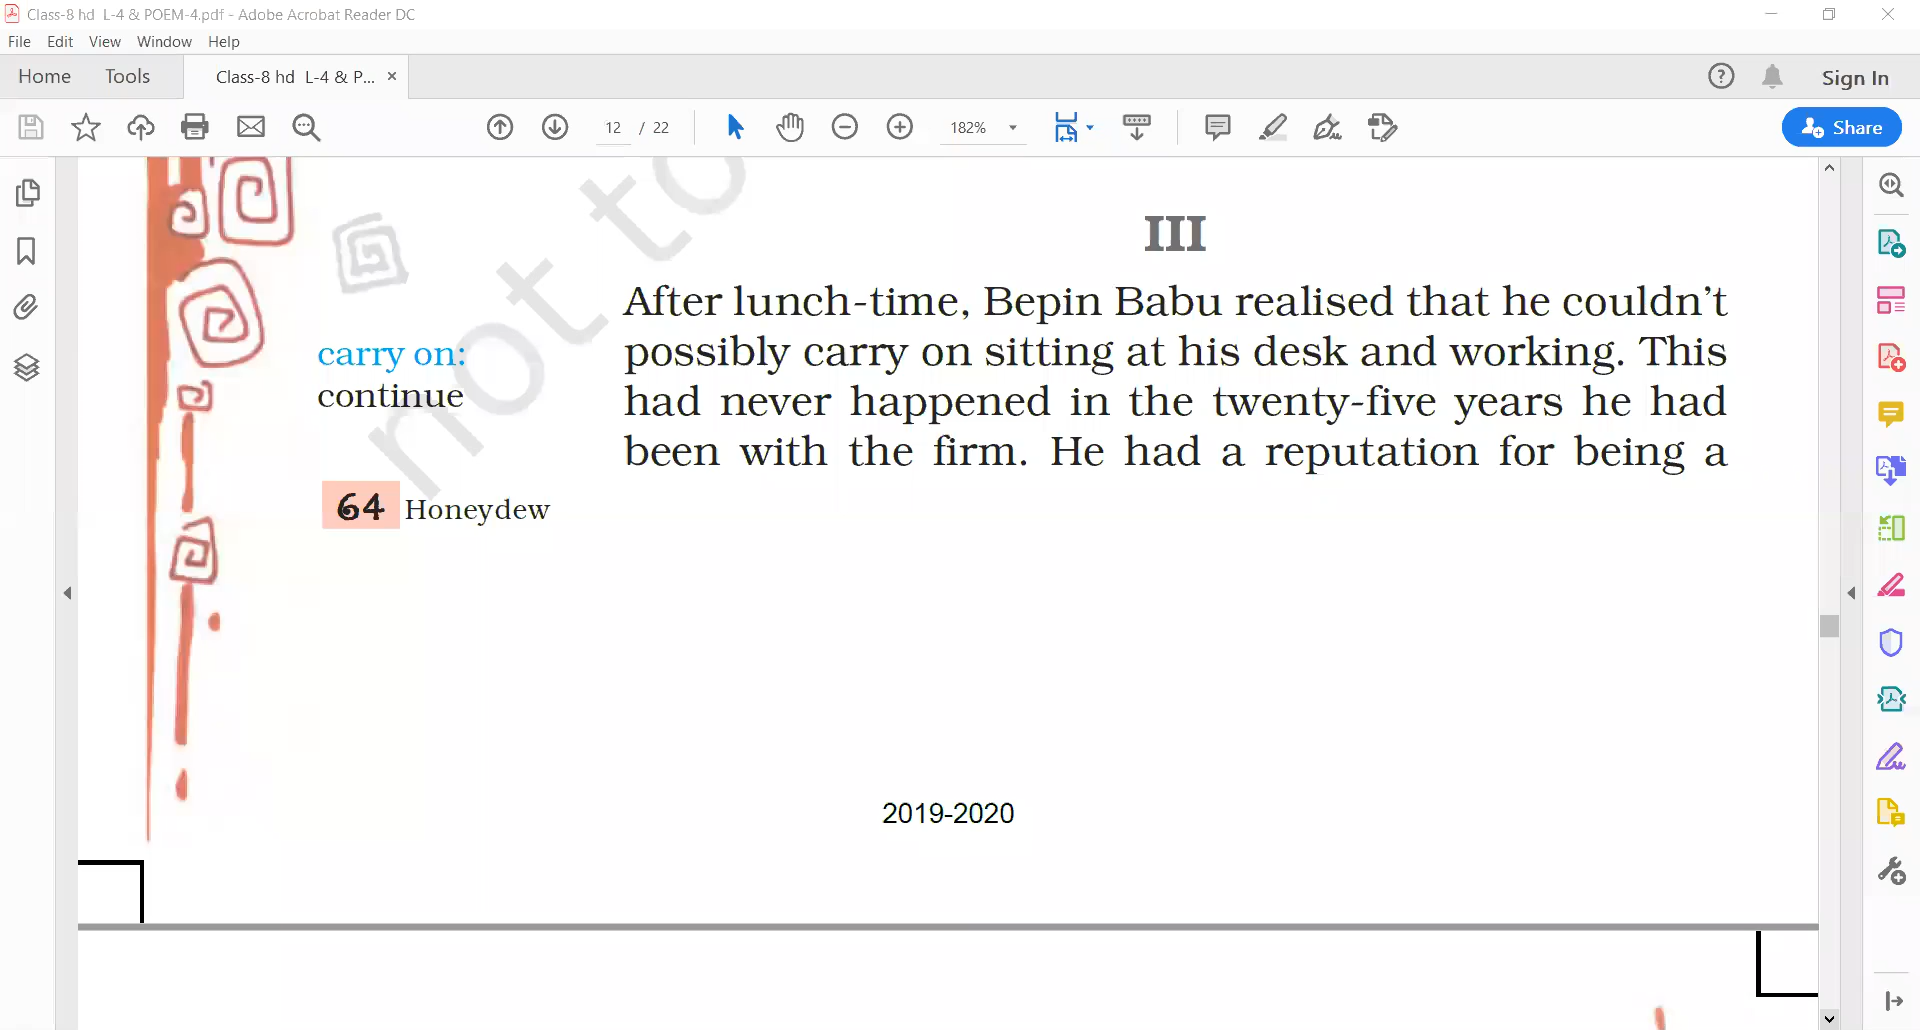 Class-8 hd L-4 & POEM-4.pdf - Adobe Acrobat Reader DC
File Edit View Window Help
Home Tools Class-8 hd L-4 & P... × Sign In
12 / 22 182% Share
not to
III
After lunch-time, Bepin Babu realised that he couldn't
possibly carry on sitting at his desk and working. This
had never happened in the twenty-five years he had
been with the firm. He had a reputation for being a
carry on:
continue
64 Honeydew
2019-2020